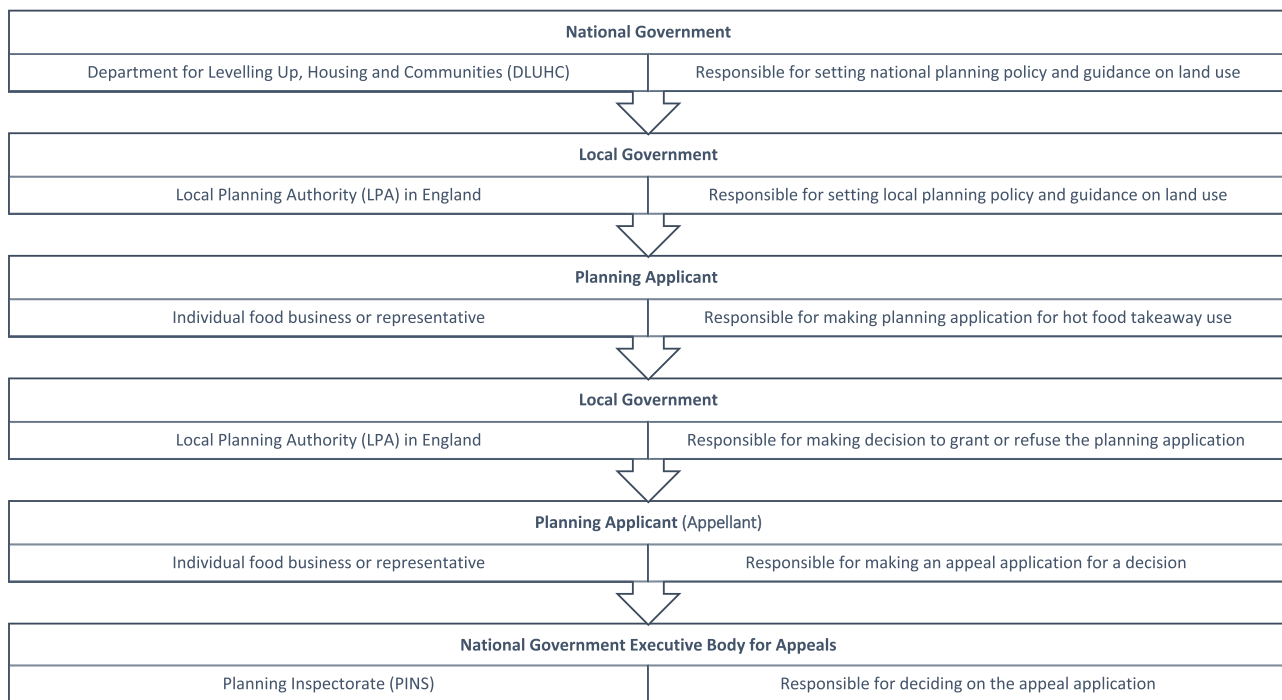 National Government
Department for Levelling Up, Housing and Communities (DLUHC)
Responsible for setting national planning policy and guidance on land use
Local Government
Local Planning Authority (LPA) in England
Responsible for setting local planning policy and guidance on land use
Planning Applicant
Individual food business or representative
Responsible for making planning application for hot food takeaway use
Local Government
Local Planning Authority (LPA) in England
Responsible for making decision to grant or refuse the planning application
Planning Applicant (Appellant)
Individual food business or representative
Responsible for making an appeal application for a decision
National Government Executive Body for Appeals
Planning Inspectorate (PINS)
Responsible for deciding on the appeal application